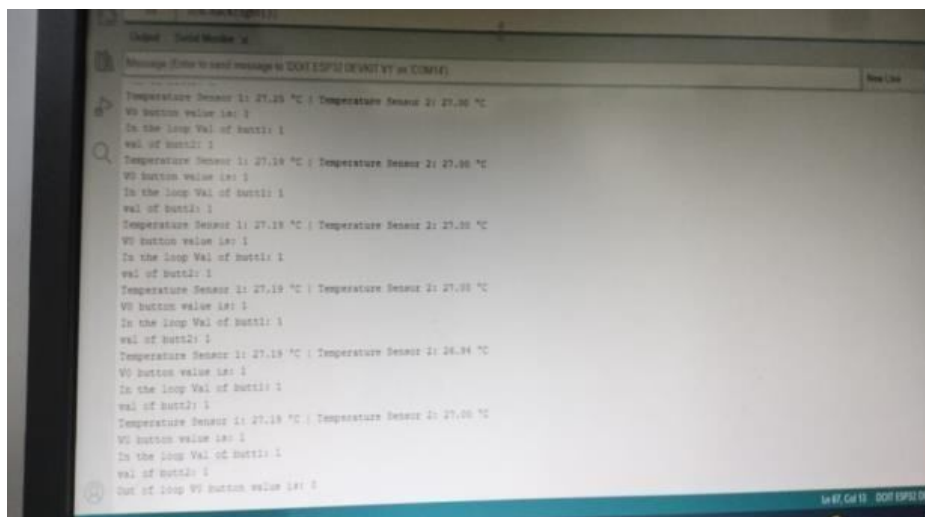 Output Serial Monitor x
Message (Enter to send message to 'DOIT ESP32 DEVKIT V1' on 'COM14')
New Line
Temperature Sensor 1: 27.25 °C | Temperature Sensor 2: 27.00 °C
V0 button value is:
In the loop Val of butt1: 1
val of butt2: 1
Temperature Sensor 1: 27.19 °C | Temperature Sensor 2: 27.00 °C
V0 button value is: 1
In the loop Val of butt1: 1
val of butt2: 1
Temperature Sensor 1: 27.19 °C | Temperature Sensor 2: 27.00 °C
V0 button value is: 1
In the loop Val of butt1: 1
val of butt2: 1
Temperature Sensor 1: 27.19 °C | Temperature Sensor 2: 27.00 °C
V0 button value is: 1
In the loop Val of butt1: 1
val of butt2: 1
Temperature Sensor 1: 27.19 °C | Temperature Sensor 2: 26.94 °C
V0 button value is: 1
In the loop Val of butt1: 1
val of butt2: 1
Temperature Sensor 1: 27.19 °C | Temperature Sensor 2: 27.00 °C
V0 button value is: 1
In the loop Val of butt1: 1
val of butt2: 1
Out of loop V0 button value is: 0
Ln 67, Col 13 DOIT ESP32 D